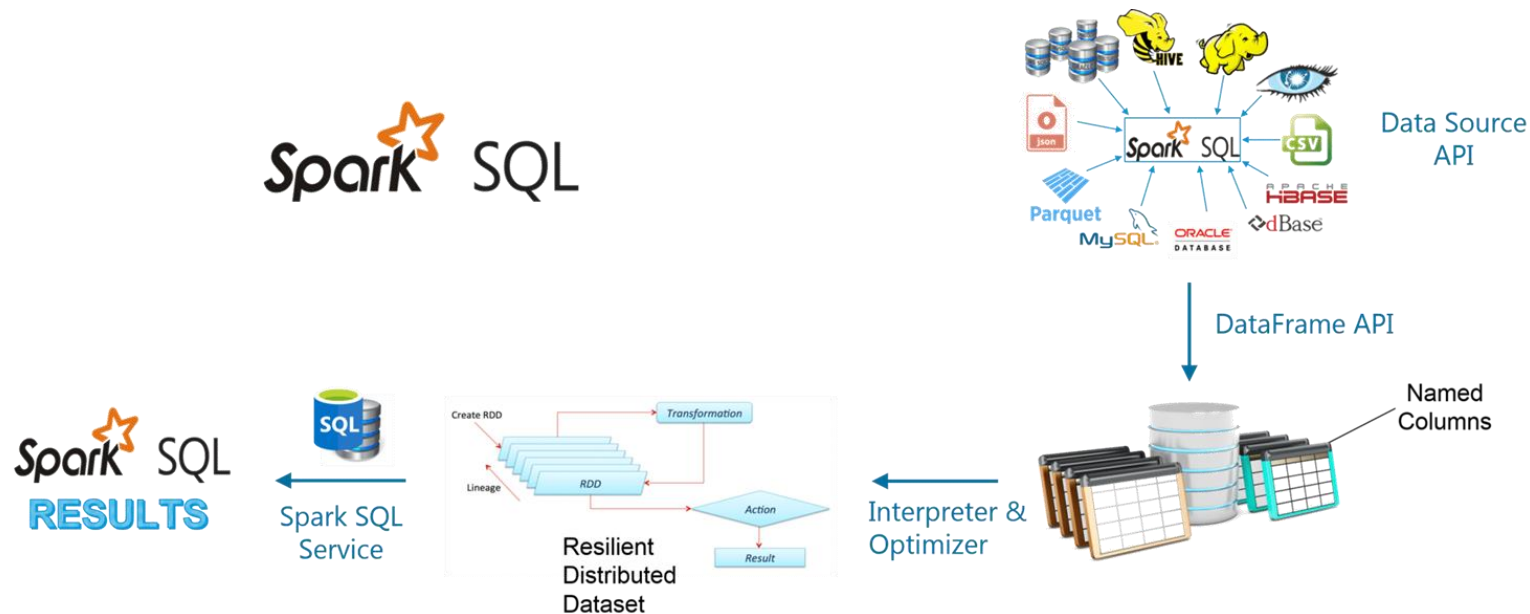 Spark SQL
HIVE
json
Spark SQL
CSV
Data Source
API
Parquet
APACHE
HBASE
MySQL
ORACLE
DATABASE
dBase
DataFrame API
Named
Columns
Interpreter &
Optimizer
Create RDD
Transformation
Lineage
RDD
Action
Result
Resilient
Distributed
Dataset
SQL
Spark SQL
Service
Spark SQL
RESULTS